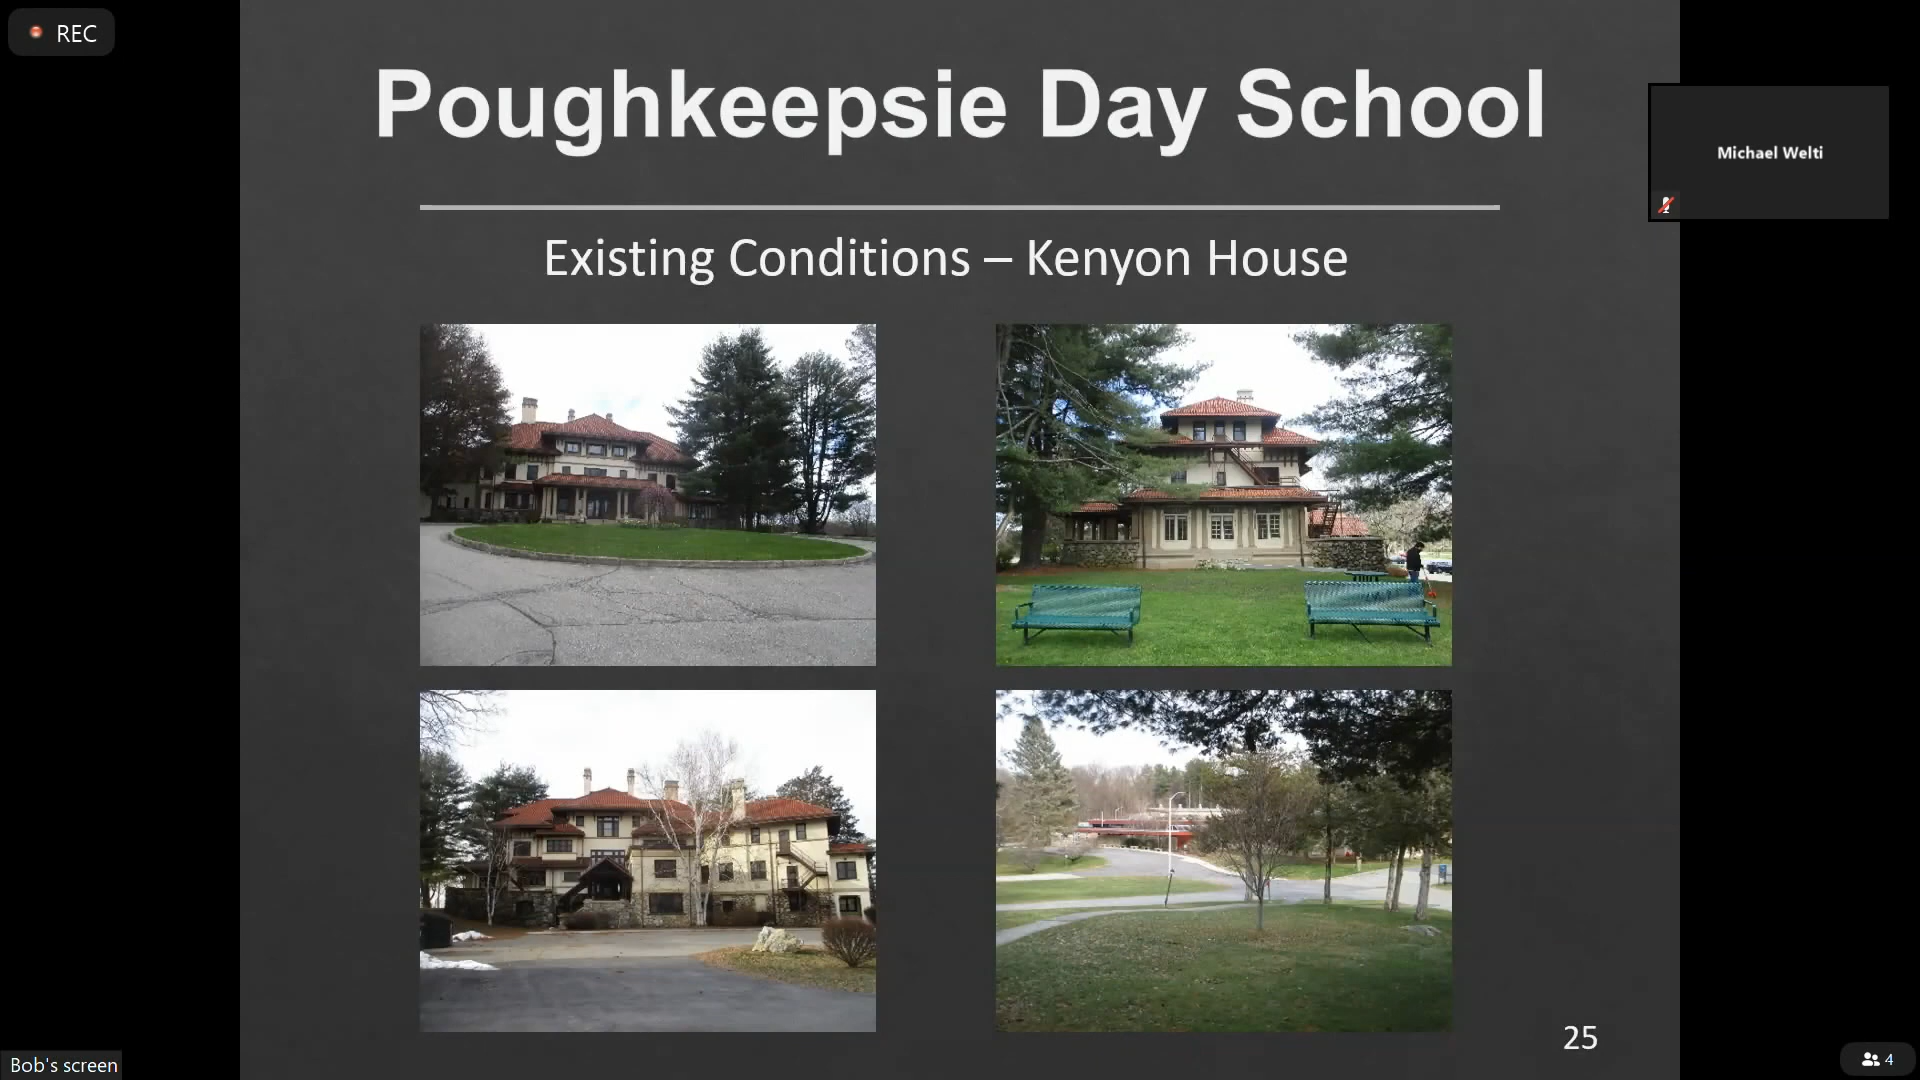 REC
Poughkeepsie Day School
Michael Welti
Existing Conditions – Kenyon House
25
Bob's screen
4